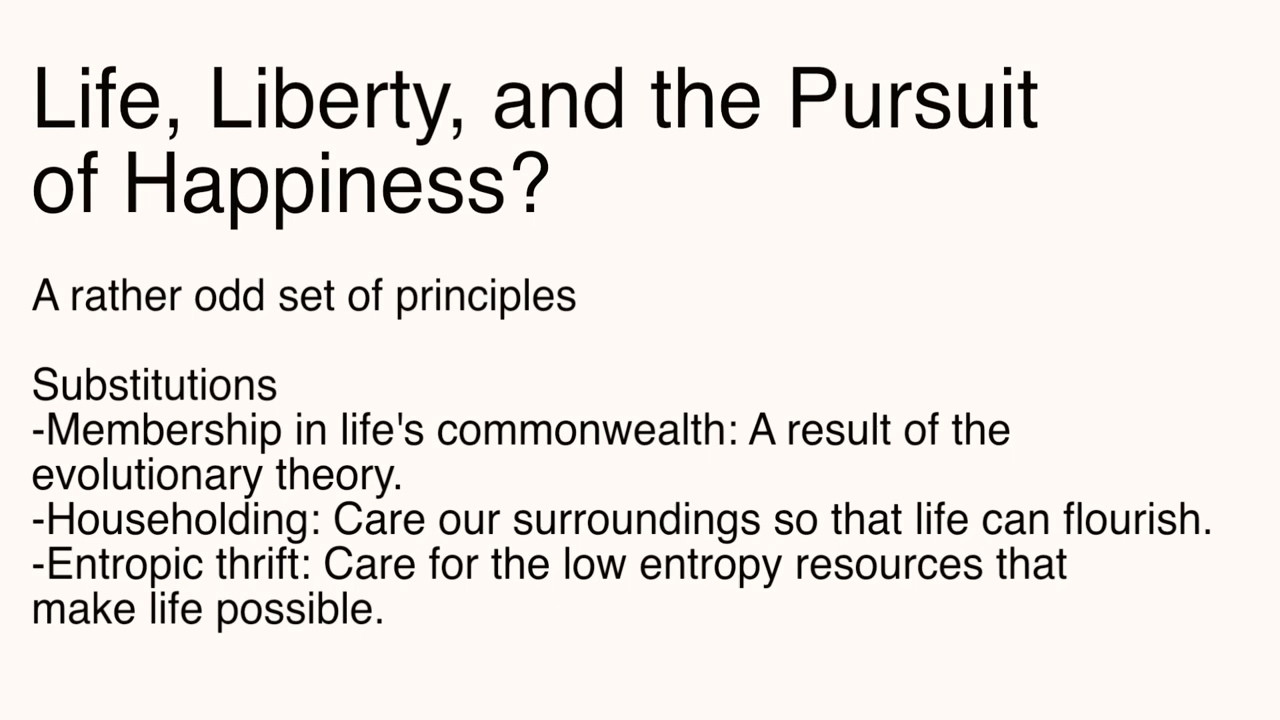 Life, Liberty, and the Pursuit
of Happiness?
A rather odd set of principles
Substitutions
-Membership in life's commonwealth: A result of the
evolutionary theory.
-Householding: Care our surroundings so that life can flourish.
-Entropic thrift: Care for the low entropy resources that
make life possible.